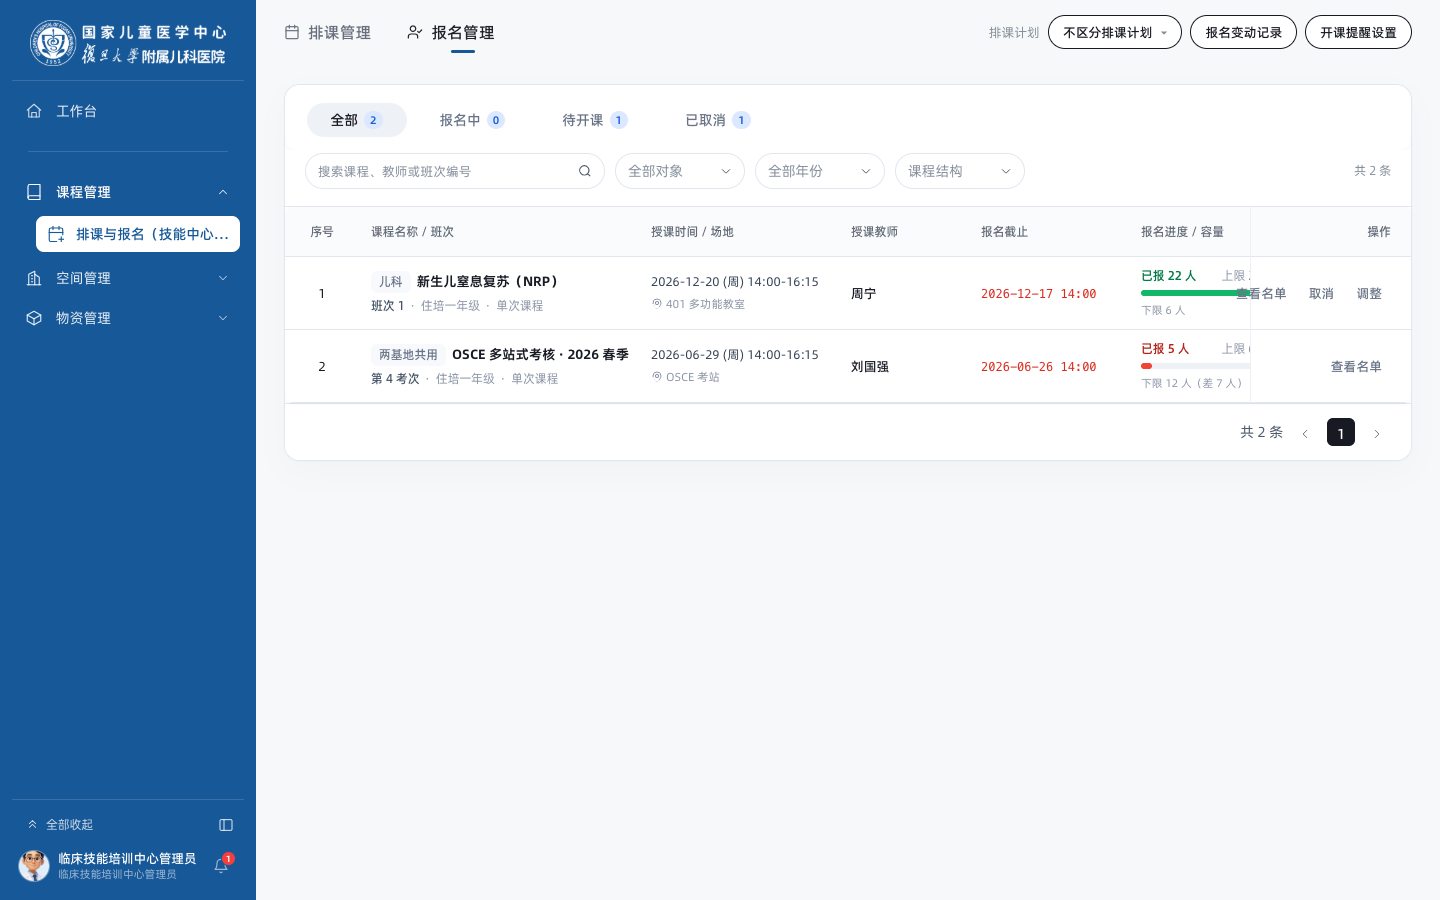 国家儿童医学中心
復旦大学附属儿科医院
工作台
课程管理
排课与报名（技能中心...
空间管理
物资管理
全部收起
临床技能培训中心管理员
临床技能培训中心管理员
1
排课管理
报名管理
排课计划
不区分排课计划
报名变动记录
开课提醒设置
全部 2
报名中 0
待开课 1
已取消 1
搜索课程、教师或班次编号
全部对象
全部年份
课程结构
共 2 条
序号 课程名称 / 班次 授课时间 / 场地 授课教师 报名截止 报名进度 / 容量 操作
1
儿科 新生儿窒息复苏（NRP）
班次 1 · 住培一年级 · 单次课程
2026-12-20 (周) 14:00-16:15
401 多功能教室
周宁
2026-12-17 14:00
已报 22 人 上限
下限 6 人
查看名单 取消 调整
2
两基地共用 OSCE 多站式考核 · 2026 春季
第 4 考次 · 住培一年级 · 单次课程
2026-06-29 (周) 14:00-16:15
OSCE 考站
刘国强
2026-06-26 14:00
已报 5 人 上限
下限 12 人（差 7 人）
查看名单
共 2 条
1